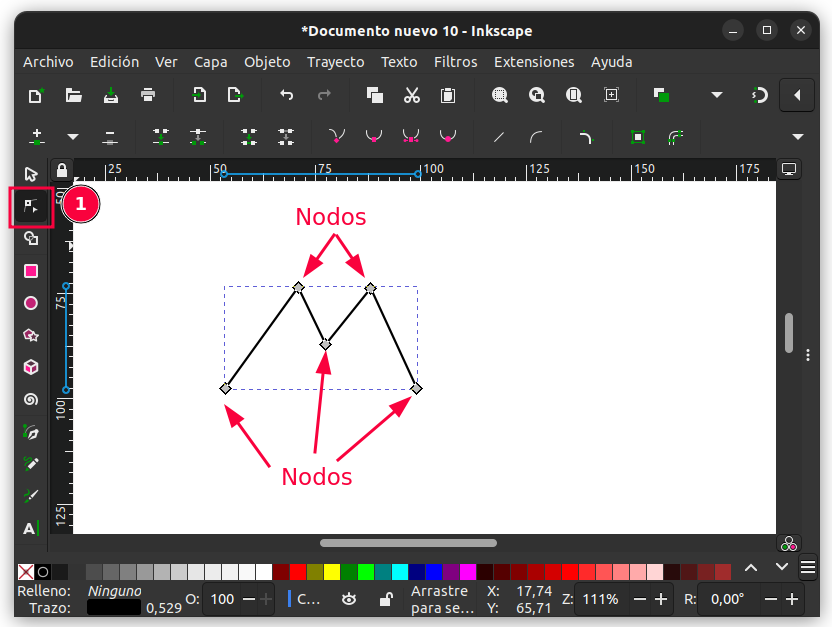 *Documento nuevo 10 - Inkscape
Archivo Edición Ver Capa Objeto Trayecto Texto Filtros Extensiones Ayuda
25 50 75 100 125 150 175
1
50
75
100
125
Nodos
Nodos
A
Relleno: Ninguno
Trazo: 0,529
O: 100
C...
Arrastre
para se...
X: 17,74
Y: 65,71
Z: 111%
R: 0,00°